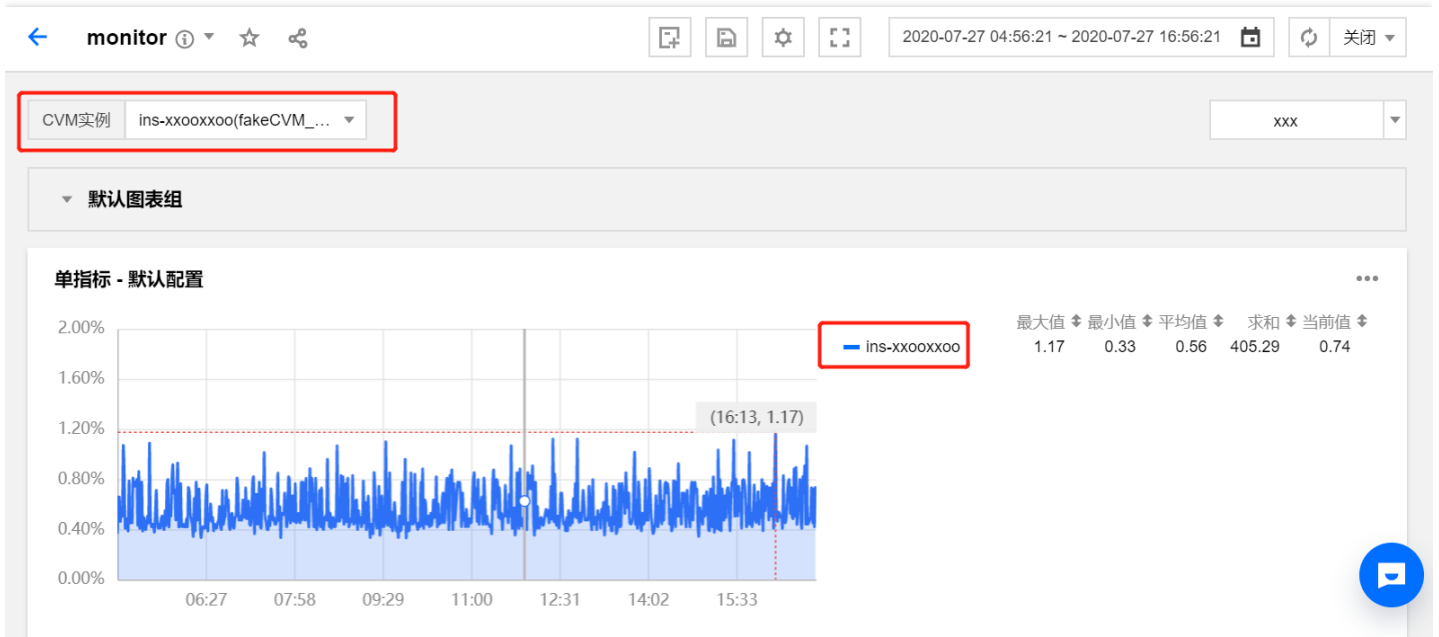 monitor
2020-07-27 04:56:21 ~ 2020-07-27 16:56:21
关闭
CVM实例
ins-xxooxxoo(fakeCVM_...
xxx
默认图表组
单指标 - 默认配置
最大值 最小值 平均值 求和 当前值
ins-xxooxxoo 1.17 0.33 0.56 405.29 0.74
2.00%
1.60%
1.20%
0.80%
0.40%
0.00%
(16:13, 1.17)
06:27 07:58 09:29 11:00 12:31 14:02 15:33